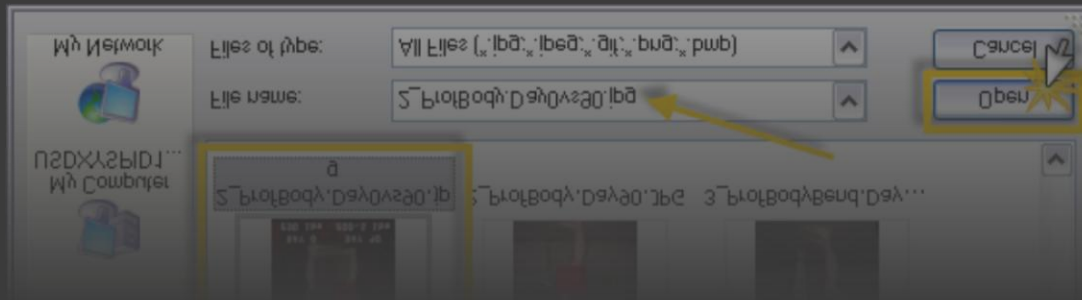 2_ProfBody.Day0vs90.jp
g
_ProfBody.Day90.JPG
3_ProfBodyBend.Day...
My Computer
USDXYSPID1...
File name:
2_ProfBody.Day0vs90.jpg
Open
My Network
Files of type:
All Files (*.jpg;*.jpeg;*.gif;*.png;*.bmp)
Cancel